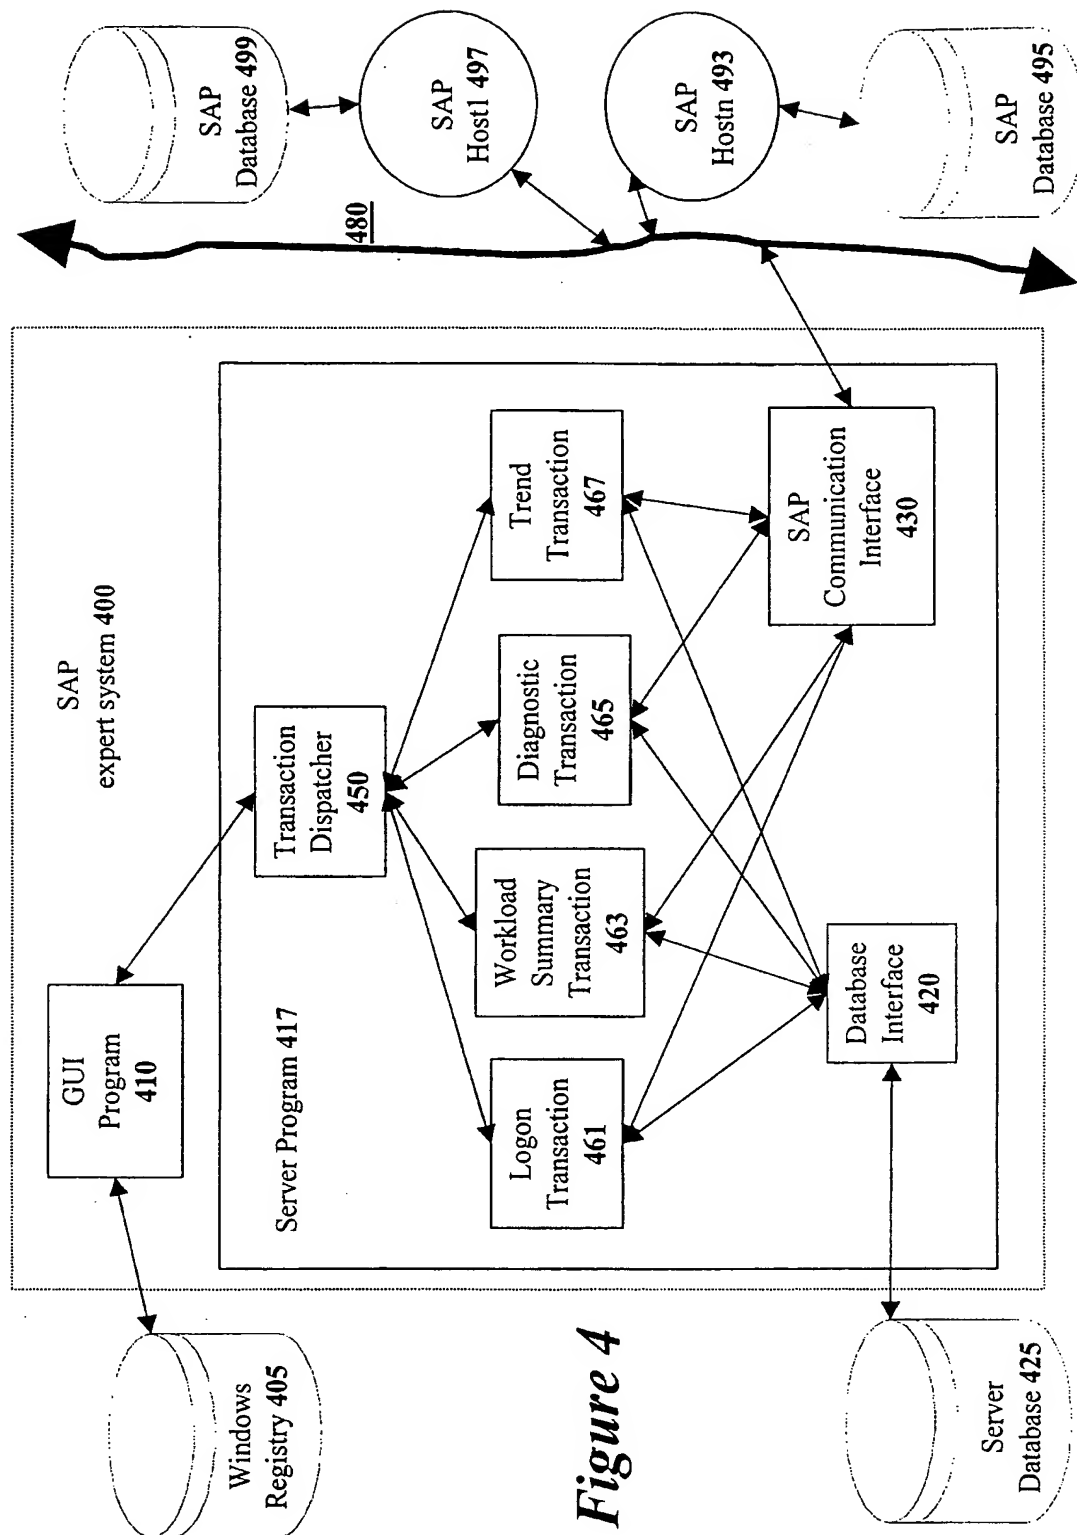 Windows
Registry 405
GUI
Program
410
SAP
expert system 400
SAP
Database 499
480
SAP
Host1 497
SAP
Hostn 493
SAP
Database 495
Server Program 417
Transaction
Dispatcher
450
Logon
Transaction
461
Workload
Summary
Transaction
463
Diagnostic
Transaction
465
Trend
Transaction
467
Database
Interface
420
SAP
Communication
Interface
430
Server
Database 425
Figure 4